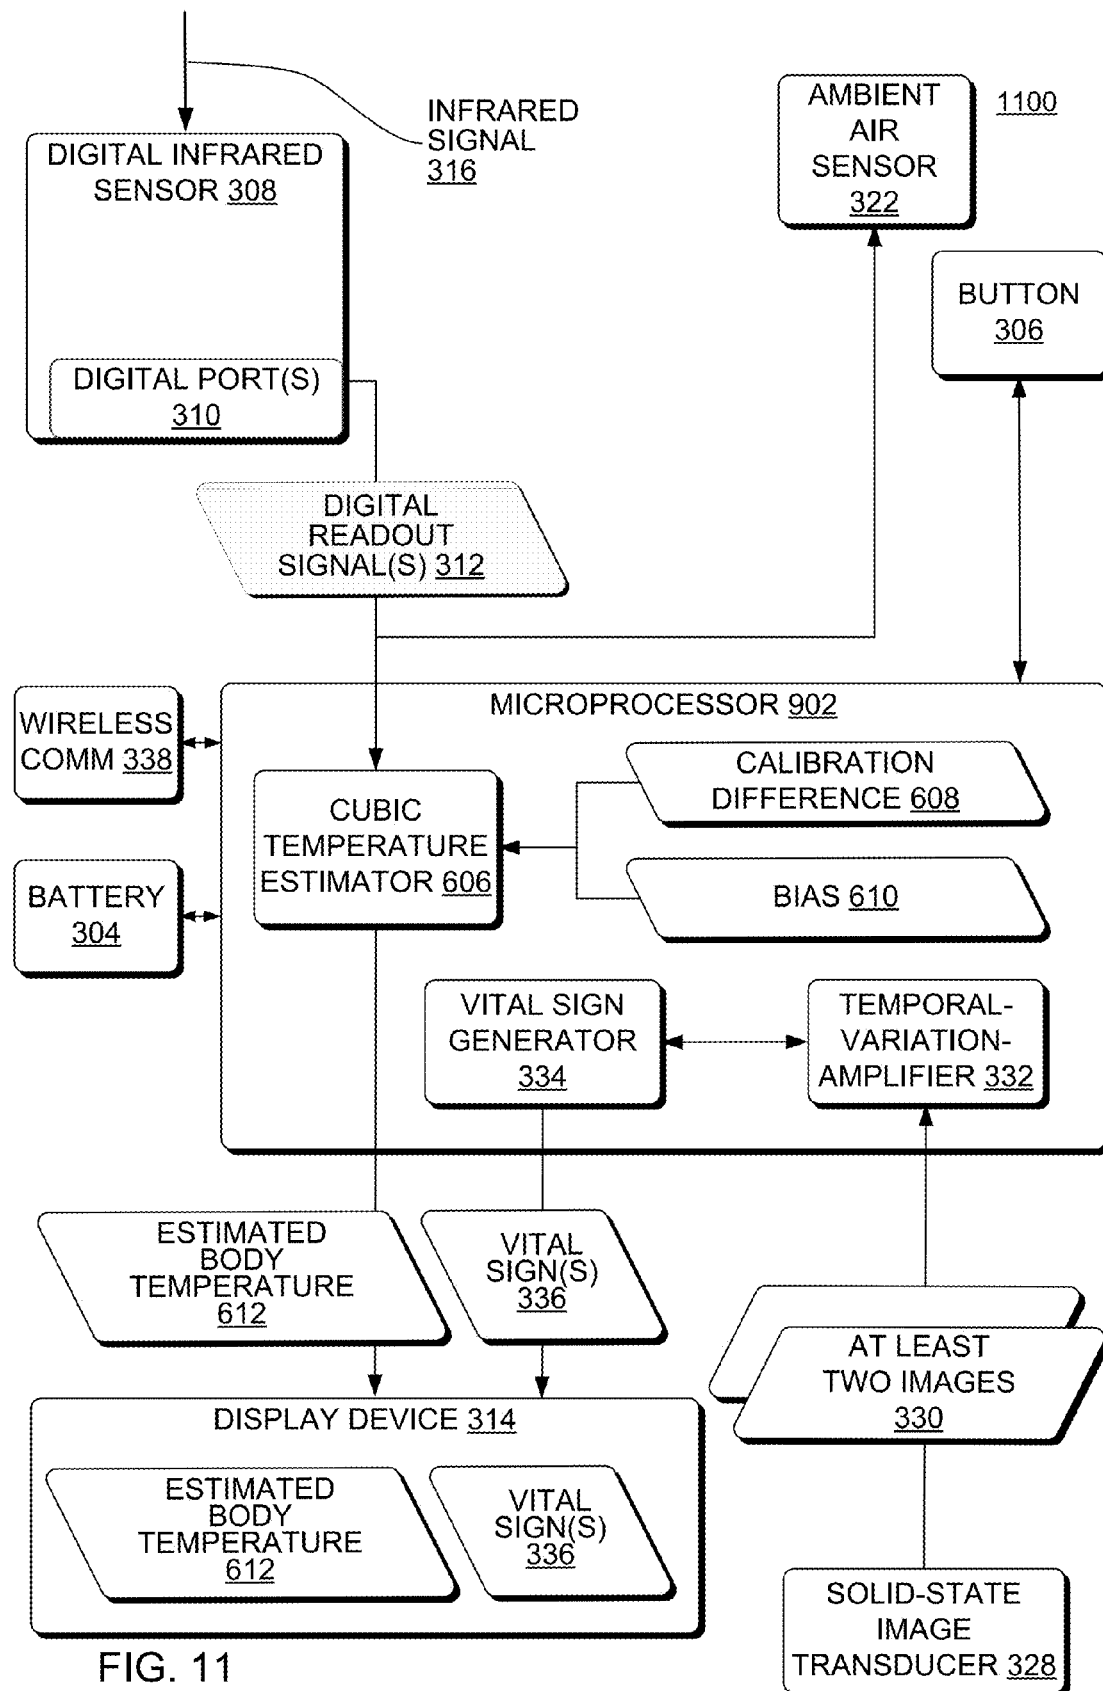 INFRARED
SIGNAL
316
AMBIENT
AIR
SENSOR
322
1100
DIGITAL INFRARED
SENSOR 308
BUTTON
306
DIGITAL PORT(S)
310
DIGITAL
READOUT
SIGNAL(S) 312
MICROPROCESSOR 902
WIRELESS
COMM 338
CALIBRATION
DIFFERENCE 608
CUBIC
TEMPERATURE
ESTIMATOR 606
BATTERY
304
BIAS 610
VITAL SIGN
GENERATOR
334
TEMPORAL-
VARIATION-
AMPLIFIER 332
ESTIMATED
BODY
TEMPERATURE
612
VITAL
SIGN(S)
336
AT LEAST
TWO IMAGES
330
DISPLAY DEVICE 314
ESTIMATED
BODY
TEMPERATURE
612
VITAL
SIGN(S)
336
SOLID-STATE
IMAGE
TRANSDUCER 328
FIG. 11